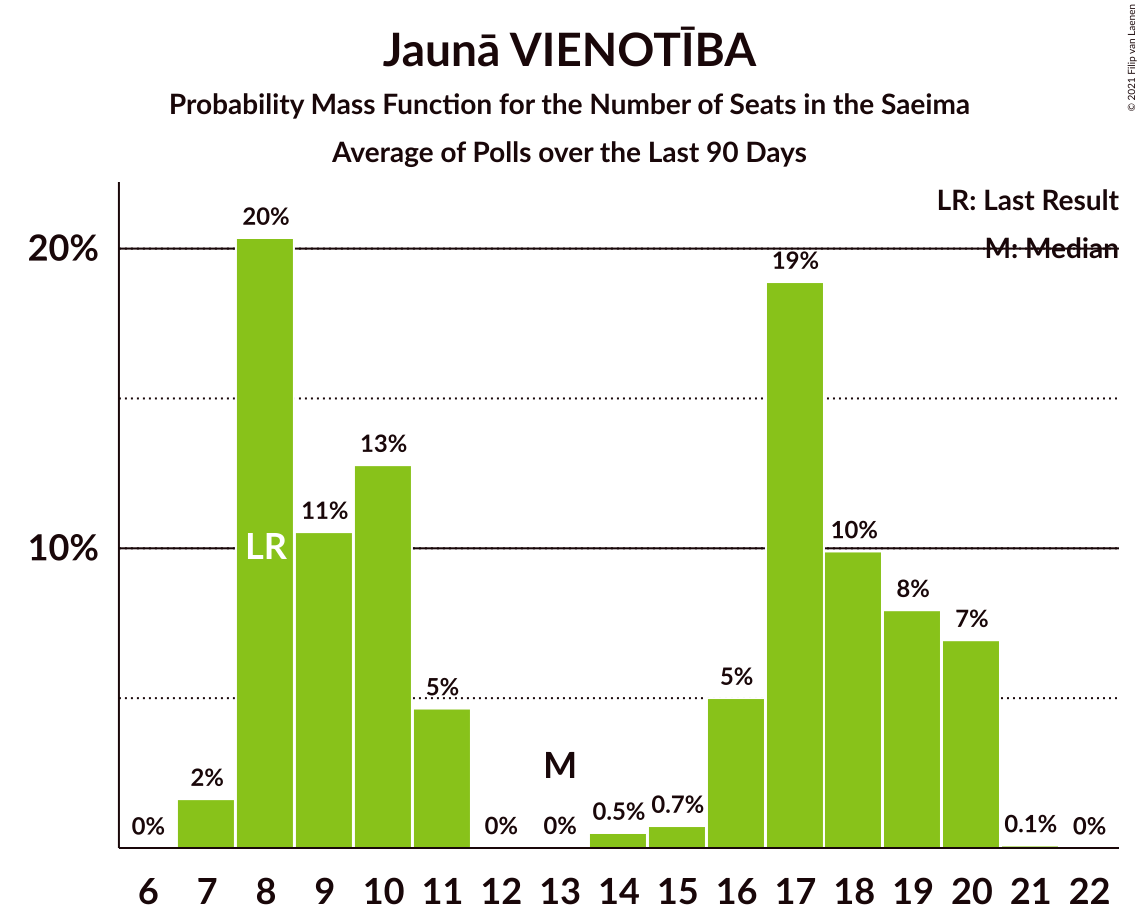 Jaunā VIENOTĪBA
Probability Mass Function for the Number of Seats in the Saeima
Average of Polls over the Last 90 Days
© 2021 Filip van Laenen
LR: Last Result
M: Median
20%
10%
0%
2%
20%
LR
11%
13%
5%
0%
M
0%
0.5%
0.7%
5%
19%
10%
8%
7%
0.1%
0%
6 7 8 9 10 11 12 13 14 15 16 17 18 19 20 21 22